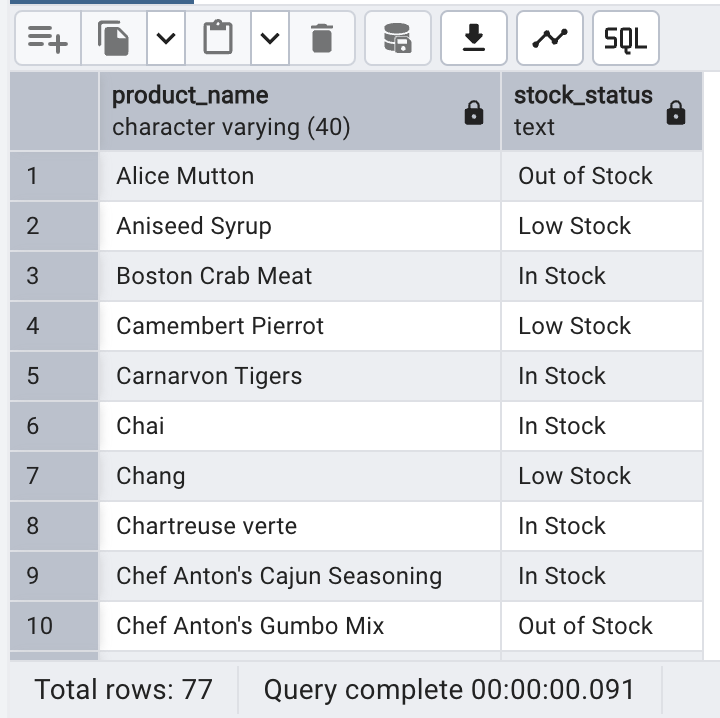 SQL
product_name stock_status
character varying (40) text
1 Alice Mutton Out of Stock
2 Aniseed Syrup Low Stock
3 Boston Crab Meat In Stock
4 Camembert Pierrot Low Stock
5 Carnarvon Tigers In Stock
6 Chai In Stock
7 Chang Low Stock
8 Chartreuse verte In Stock
9 Chef Anton's Cajun Seasoning In Stock
10 Chef Anton's Gumbo Mix Out of Stock
Total rows: 77 Query complete 00:00:00.091